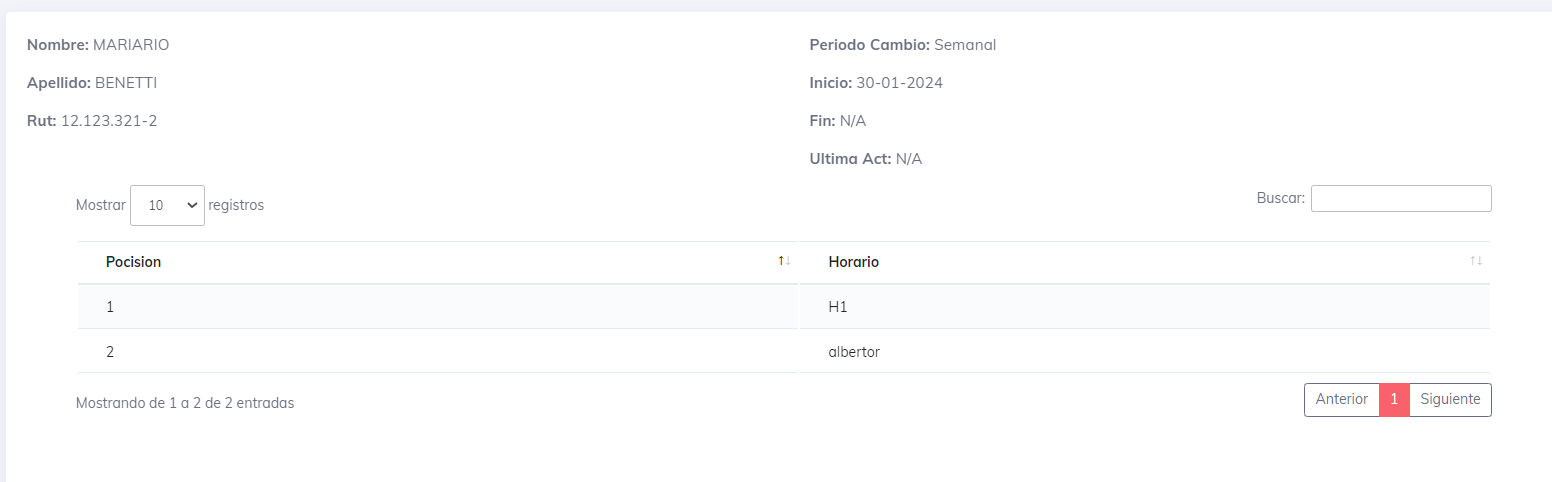 Nombre: MARIARIO
Apellido: BENETTI
Rut: 12.123.321-2
Periodo Cambio: Semanal
Inicio: 30-01-2024
Fin: N/A
Ultima Act: N/A
Mostrar 10 registros
Buscar:
Pocision Horario
1 H1
2 albertor
Mostrando de 1 a 2 de 2 entradas
Anterior 1 Siguiente